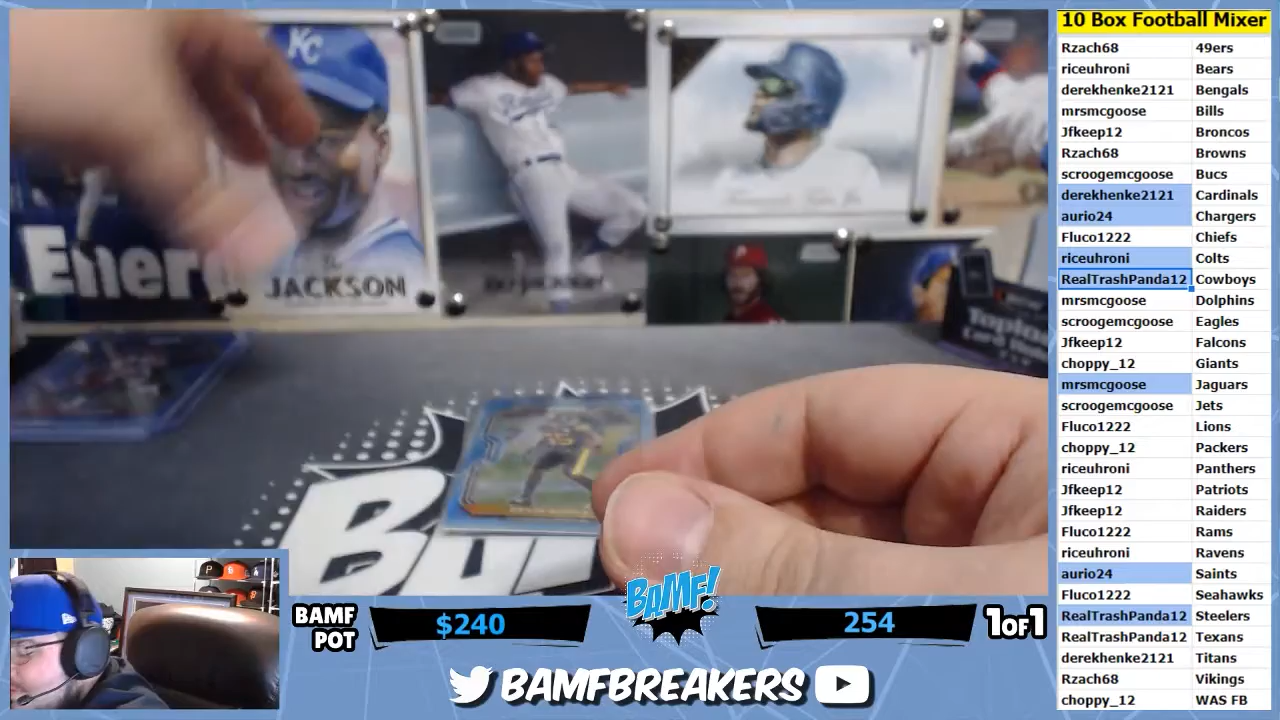 10 Box Football Mixer
Rzach68 49ers
riceuhroni Bears
derekhenke2121 Bengals
mrsmcgoose Bills
Jfkeep12 Broncos
Rzach68 Browns
scroogemcgoose Bucs
derekhenke2121 Cardinals
aurio24 Chargers
Fluco1222 Chiefs
riceuhroni Colts
RealTrashPanda12 Cowboys
mrsmcgoose Dolphins
scroogemcgoose Eagles
Jfkeep12 Falcons
choppy_12 Giants
mrsmcgoose Jaguars
scroogemcgoose Jets
Fluco1222 Lions
choppy_12 Packers
riceuhroni Panthers
Jfkeep12 Patriots
Jfkeep12 Raiders
Fluco1222 Rams
riceuhroni Ravens
aurio24 Saints
Fluco1222 Seahawks
RealTrashPanda12 Steelers
RealTrashPanda12 Texans
derekhenke2121 Titans
Rzach68 Vikings
choppy_12 WAS FB
KC
JACKSON
BAMF!
BAMF POT
$240
254
1OF1
BAMFBREAKERS